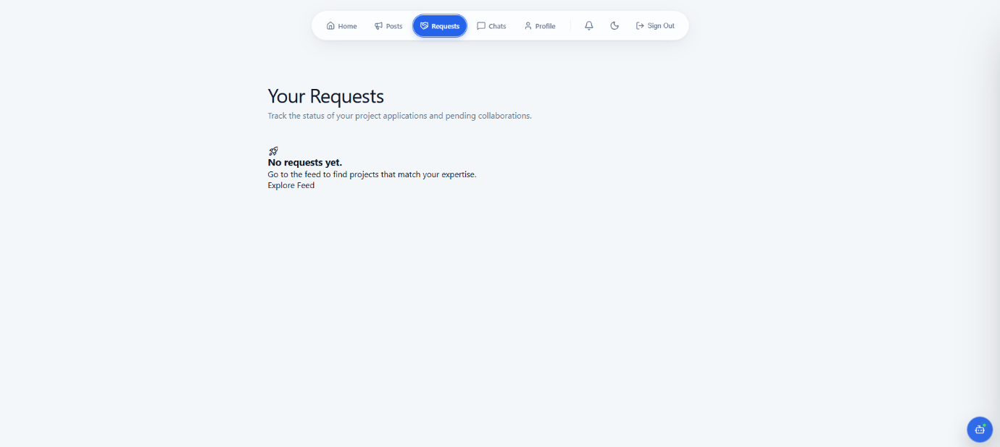 Home Posts Requests Chats Profile Sign Out
Your Requests
Track the status of your project applications and pending collaborations.
No requests yet.
Go to the feed to find projects that match your expertise.
Explore Feed